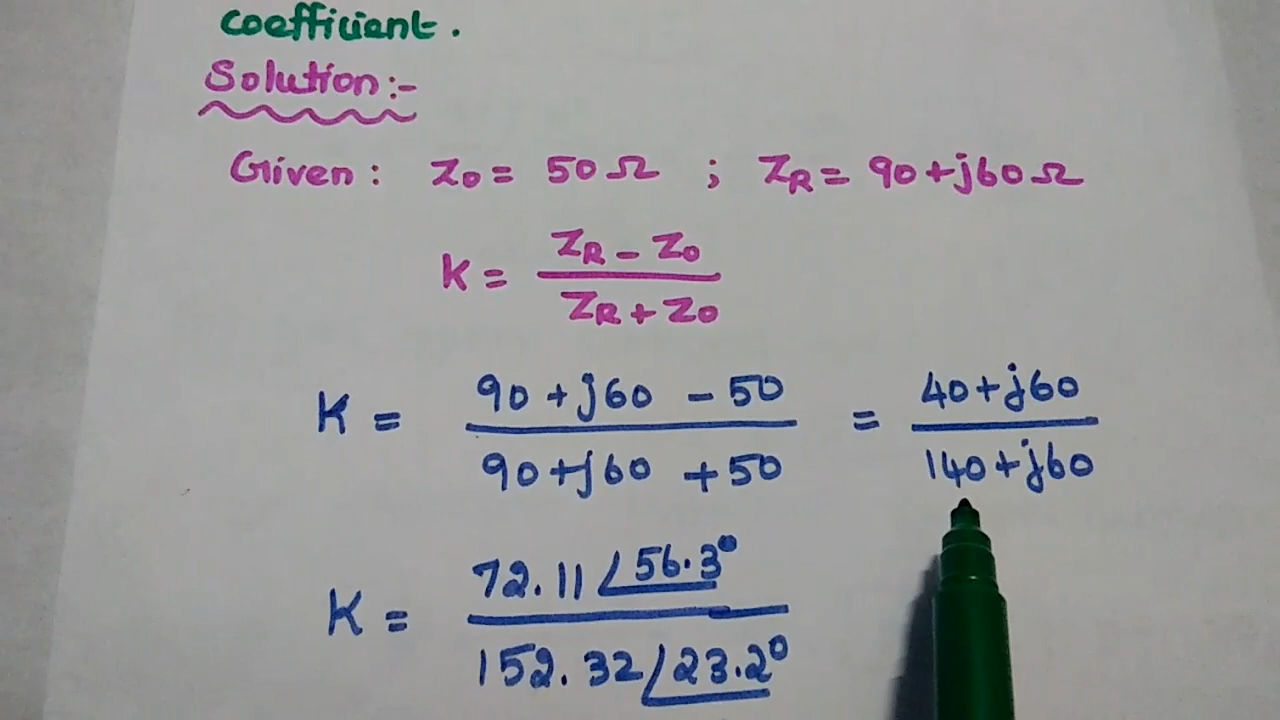 coefficient.
Solution:-
Given: Z0 = 50Ω ; ZR = 90+j60Ω
K = ZR - Z0 / ZR + Z0
K = 90+j60 - 50 / 90+j60 + 50 = 40+j60 / 140+j60
K = 72.11∠56.3° / 152.32∠23.2°